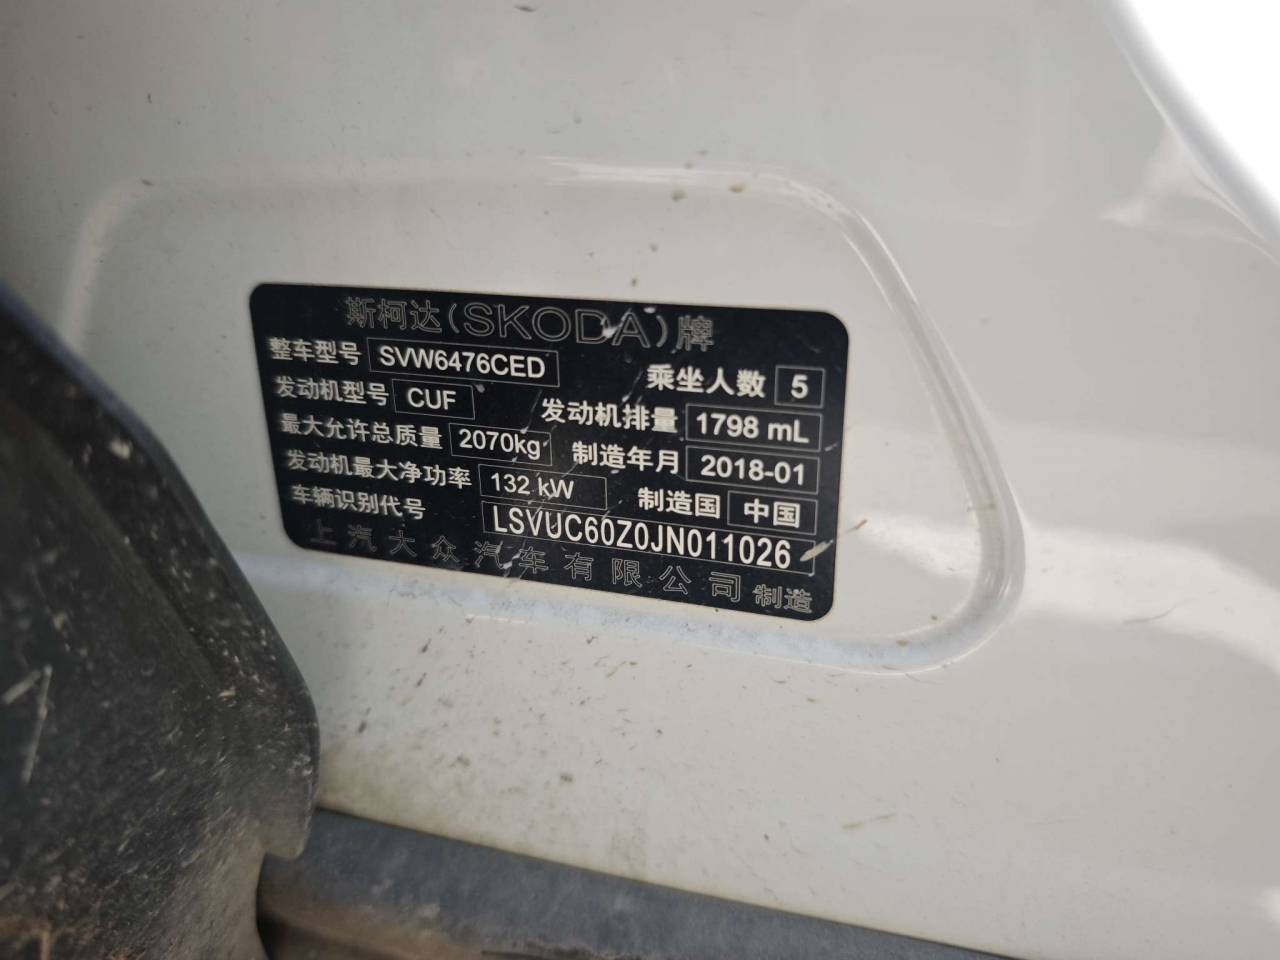 斯柯达(SKODA)牌
整车型号 SVW6476CED 乘坐人数 5
发动机型号 CUF 发动机排量 1798 mL
最大允许总质量 2070kg 制造年月 2018-01
发动机最大净功率 132 kW 制造国 中国
车辆识别代号 LSVUC60Z0JN011026
上汽大众汽车有限公司 制造